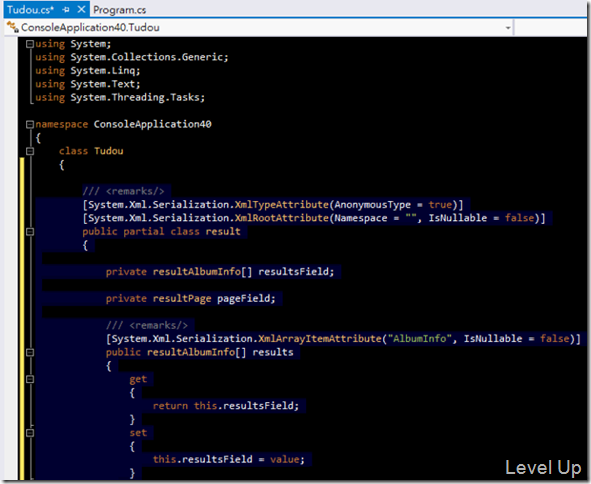 Tudou.cs*
Program.cs
ConsoleApplication40.Tudou
using System;
using System.Collections.Generic;
using System.Linq;
using System.Text;
using System.Threading.Tasks;
namespace ConsoleApplication40
{
class Tudou
{
/// <remarks/>
[System.Xml.Serialization.XmlTypeAttribute(AnonymousType = true)]
[System.Xml.Serialization.XmlRootAttribute(Namespace = "", IsNullable = false)]
public partial class result
{
private resultAlbumInfo[] resultsField;
private resultPage pageField;
/// <remarks/>
[System.Xml.Serialization.XmlArrayItemAttribute("AlbumInfo", IsNullable = false)]
public resultAlbumInfo[] results
{
get
{
return this.resultsField;
}
set
{
this.resultsField = value;
}
Level Up